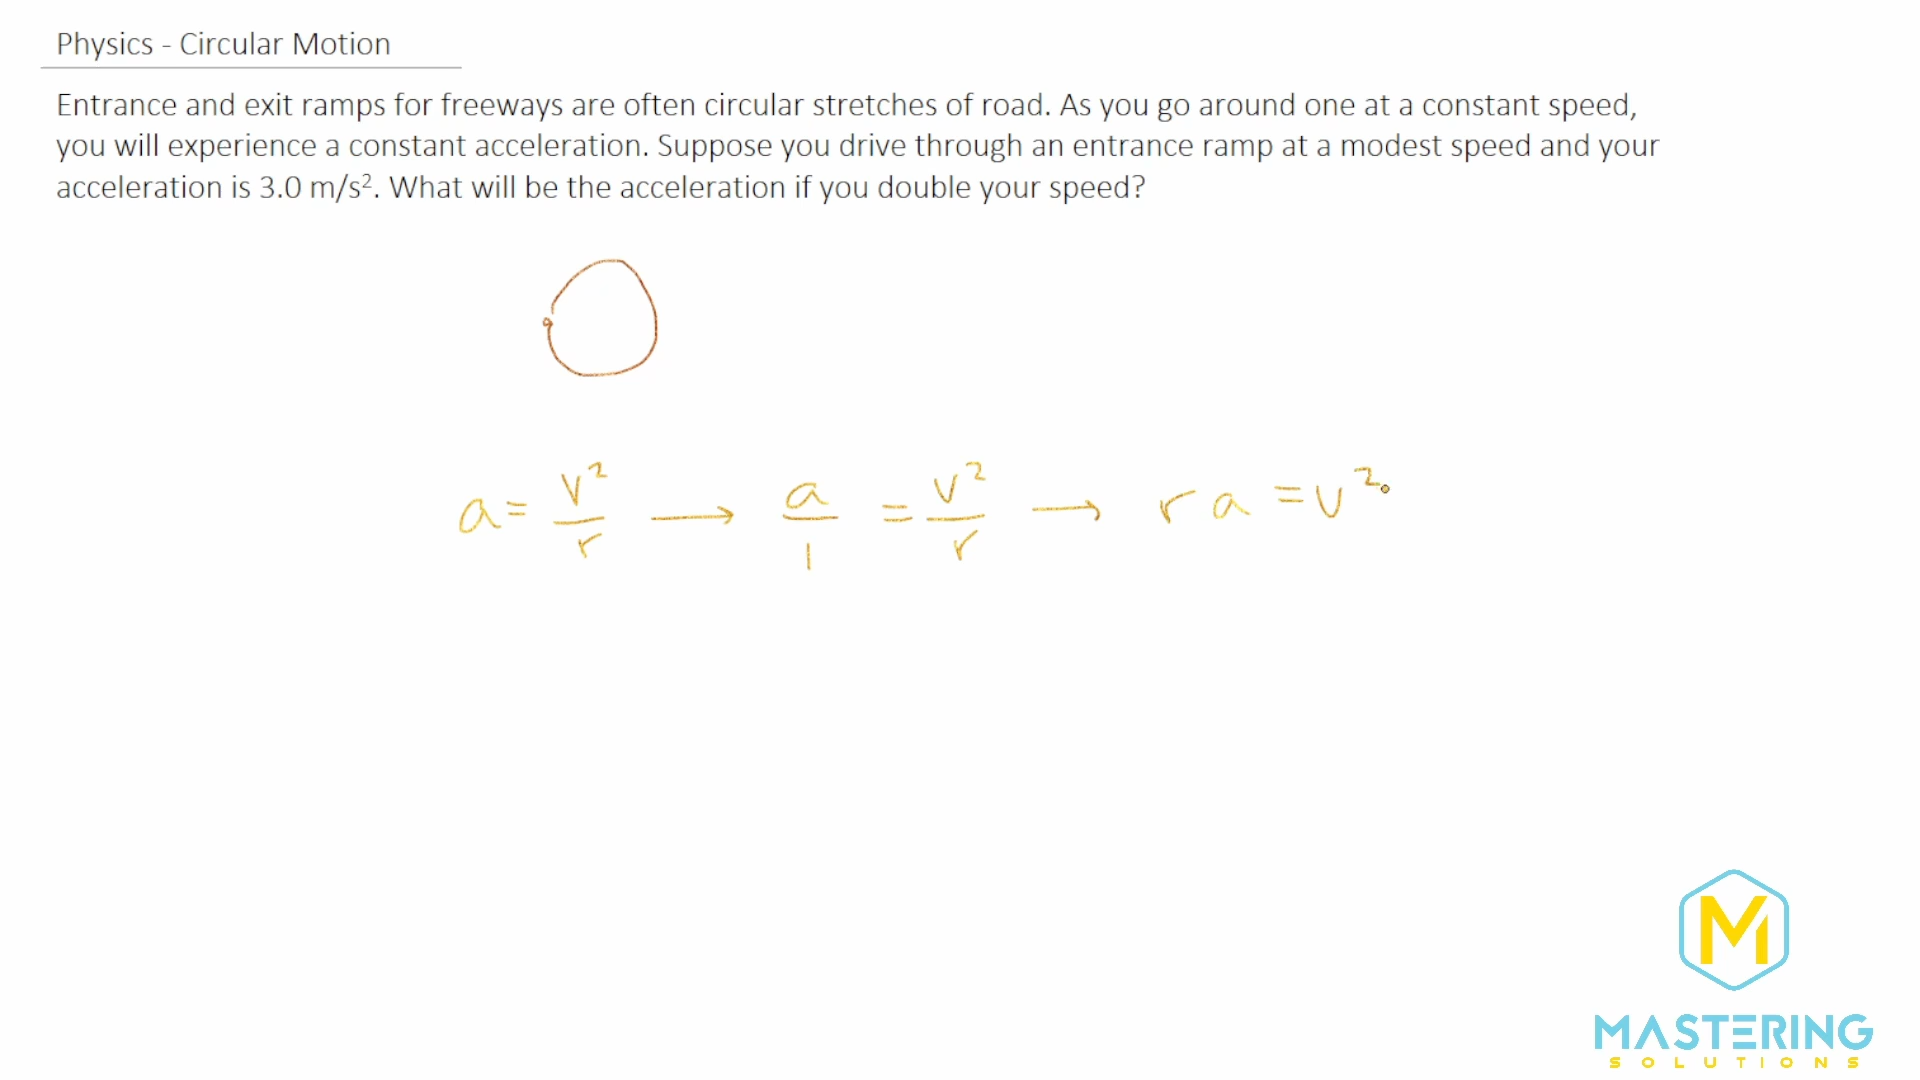 Physics - Circular Motion
Entrance and exit ramps for freeways are often circular stretches of road. As you go around one at a constant speed,
you will experience a constant acceleration. Suppose you drive through an entrance ramp at a modest speed and your
acceleration is 3.0 m/s². What will be the acceleration if you double your speed?
a = v²/r → a/1 = v²/r → r a = v²
MASTERING
SOLUTIONS